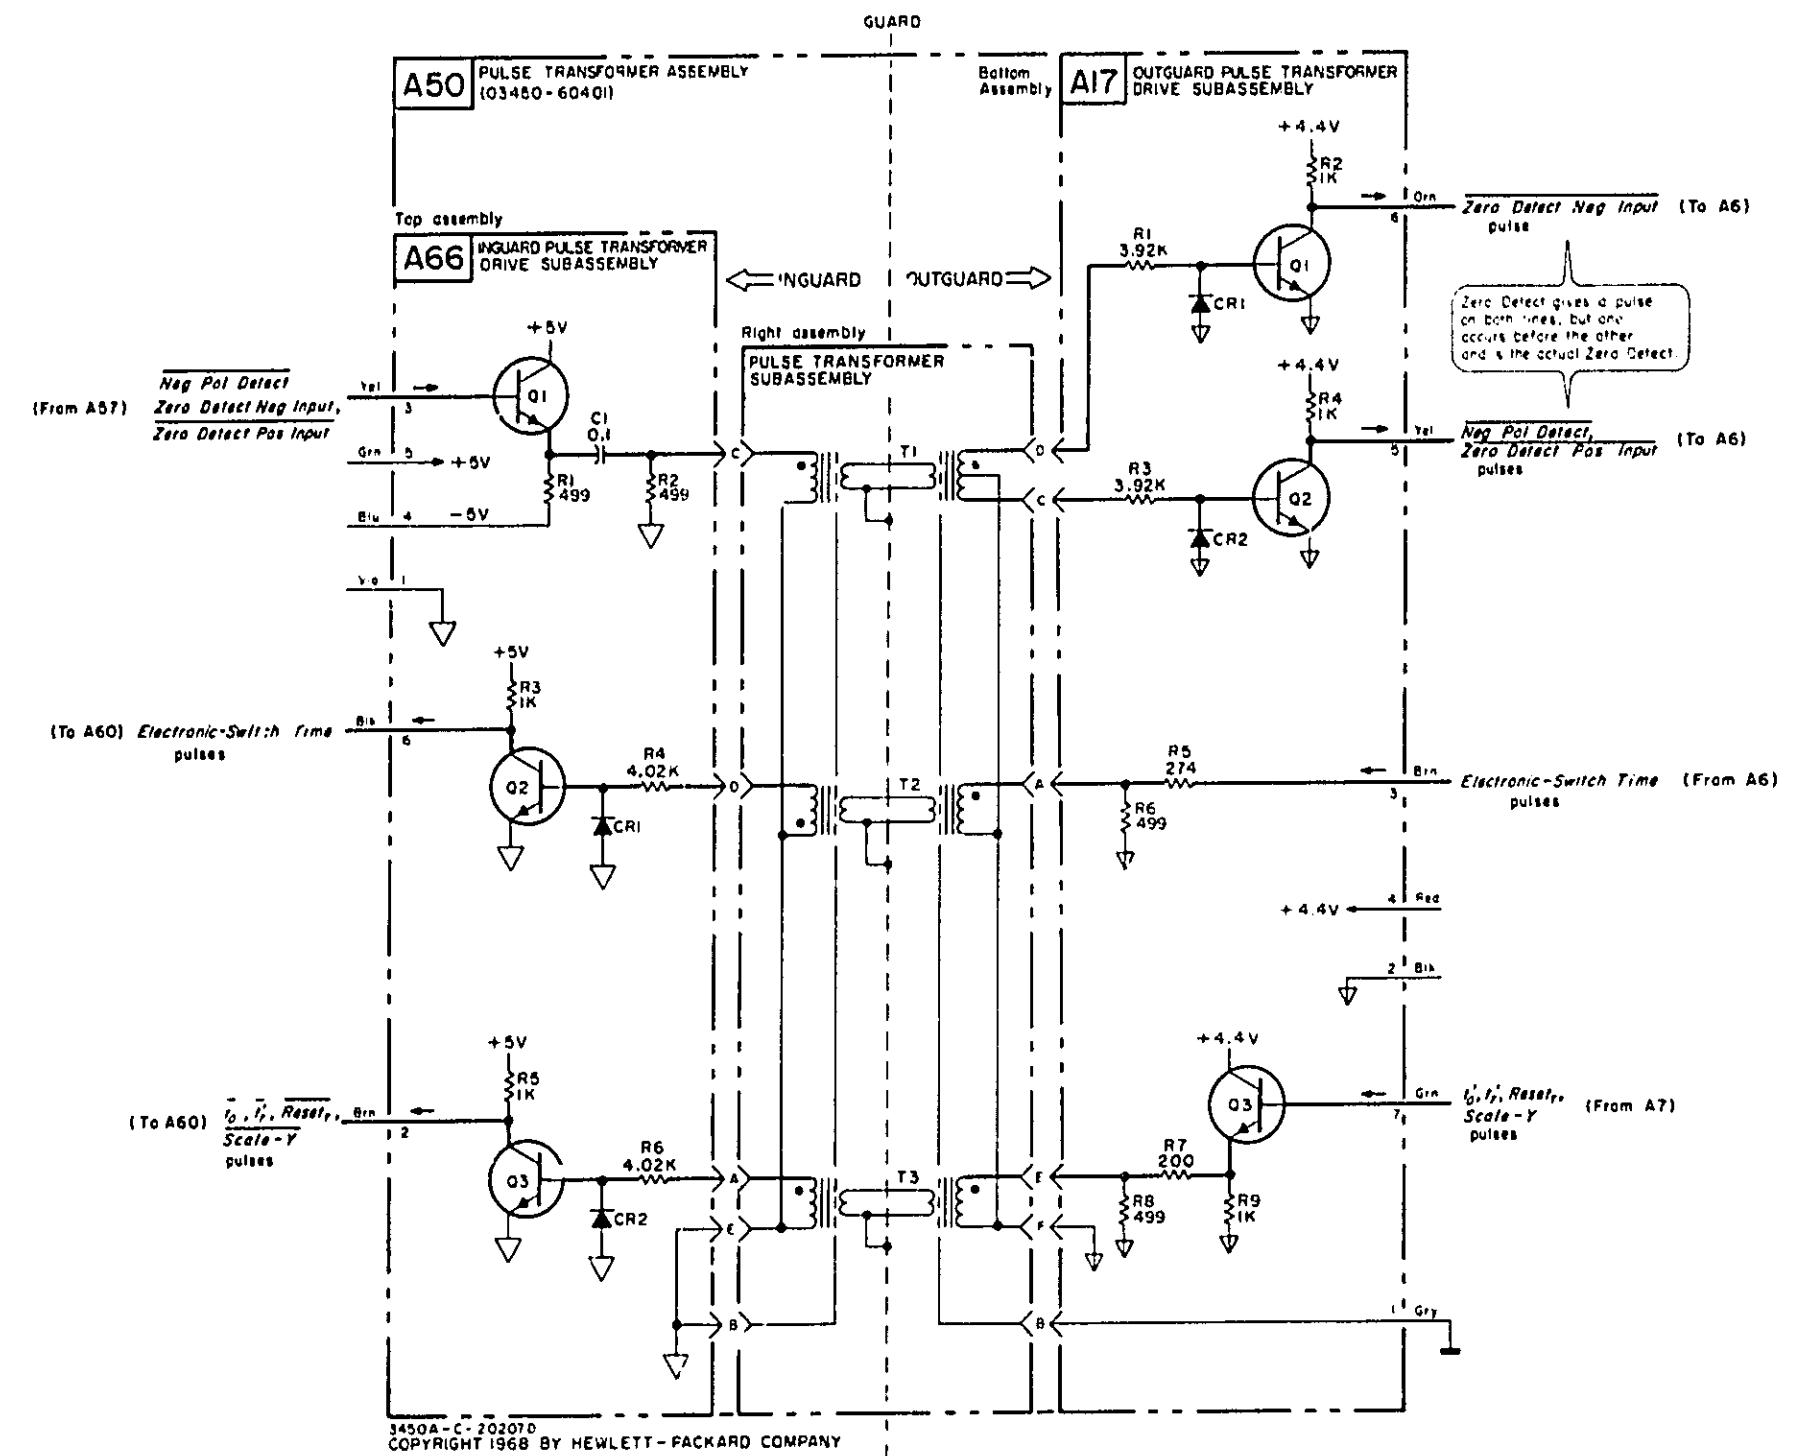 GUARD
A50
PULSE TRANSFORMER ASSEMBLY
(03450-60401)
Bottom
Assembly
A17
OUTGUARD PULSE TRANSFORMER
DRIVE SUBASSEMBLY
+4.4V
R2
1K
Orn
6
Zero Detect Neg Input (To A6)
pulse
Top assembly
A66
INGUARD PULSE TRANSFORMER
DRIVE SUBASSEMBLY
INGUARD
OUTGUARD
R1
3.92K
Q1
CR1
Zero Detect gives a pulse
on both lines, but one
occurs before the other
and is the actual Zero Detect.
+5V
Right assembly
PULSE TRANSFORMER
SUBASSEMBLY
+4.4V
R4
1K
(From A57)
Neg Pol Detect
Zero Detect Neg Input,
Zero Detect Pos Input
Yel
3
Q1
C1
0.1
Grn 5 +5V
R1
499
R2
499
Blu 4 -5V
C
T1
D
C
R3
3.92K
Q2
CR2
Yel
5
Neg Pol Detect,
Zero Detect Pos Input
pulses
(To A6)
Vio 1
+5V
R3
1K
(To A60) Electronic-Switch Time
pulses
Blk
6
Q2
R4
4.02K
CR1
D
T2
A
R5
274
R6
499
Brn
3
Electronic-Switch Time (From A6)
pulses
+4.4V 4 Red
2 Blk
+5V
R5
1K
+4.4V
Q3
Grn
7
t0', tr', Resetr,
Scale-Y
pulses
(From A7)
(To A60)
t0', tr', Resetr,
Scale-Y
pulses
Brn
2
Q3
R6
4.02K
CR2
A
E
T3
E
F
R7
200
R8
499
R9
1K
B
B
1 Gry
3450A-C-20207D
COPYRIGHT 1968 BY HEWLETT-PACKARD COMPANY